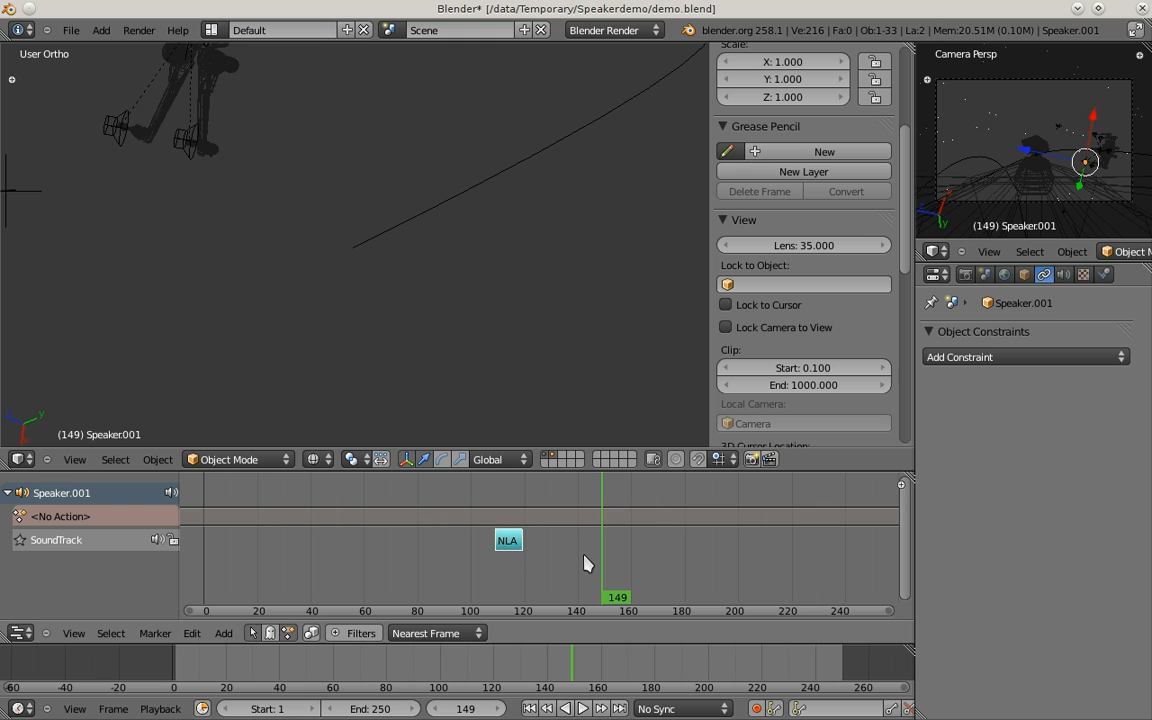 Blender* [/data/Temporary/Speakerdemo/demo.blend]
File Add Render Help Default Scene Blender Render blender.org 258.1 | Ve:216 | Fa:0 | Ob:1-33 | La:2 | Mem:20.51M (0.10M) | Speaker.001
User Ortho
Scale:
X: 1.000
Y: 1.000
Z: 1.000
Grease Pencil
New
New Layer
Delete Frame Convert
View
Lens: 35.000
Lock to Object:
Lock to Cursor
Lock Camera to View
Clip:
Start: 0.100
End: 1000.000
Local Camera:
Camera
3D Cursor Location:
y
(149) Speaker.001
View Select Object Object Mode Global
Camera Persp
y
(149) Speaker.001
View Select Object Object M
Speaker.001
Object Constraints
Add Constraint
Speaker.001
<No Action>
SoundTrack
NLA
149
0 20 40 60 80 100 120 140 160 180 200 220 240
View Select Marker Edit Add Filters Nearest Frame
-60 -40 -20 0 20 40 60 80 100 120 140 160 180 200 220 240 260
View Frame Playback Start: 1 End: 250 149 No Sync